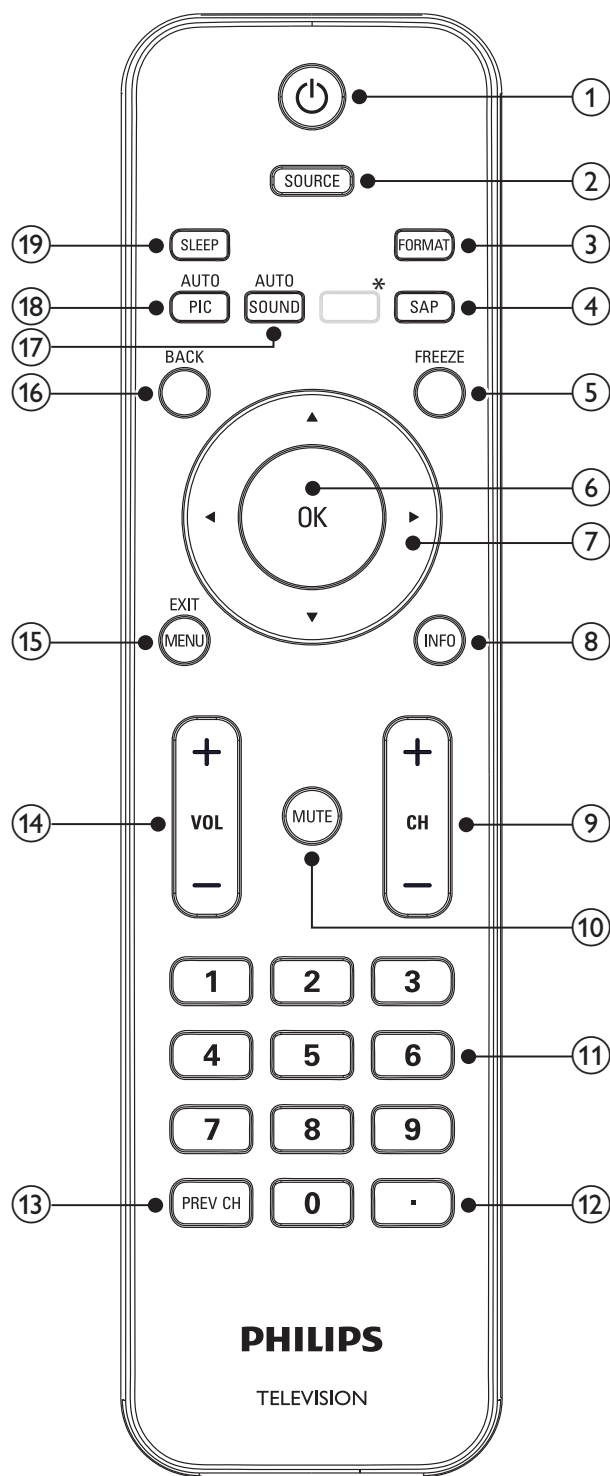 1
SOURCE
2
19
SLEEP
FORMAT
3
AUTO
AUTO
*
18
PIC
SOUND
SAP
4
17
BACK
FREEZE
16
5
6
OK
7
EXIT
15
MENU
INFO
8
+
+
14
VOL
MUTE
CH
9
−
−
10
1 2 3
4 5 6
11
7 8 9
13
PREV CH
0
.
12
PHILIPS
TELEVISION